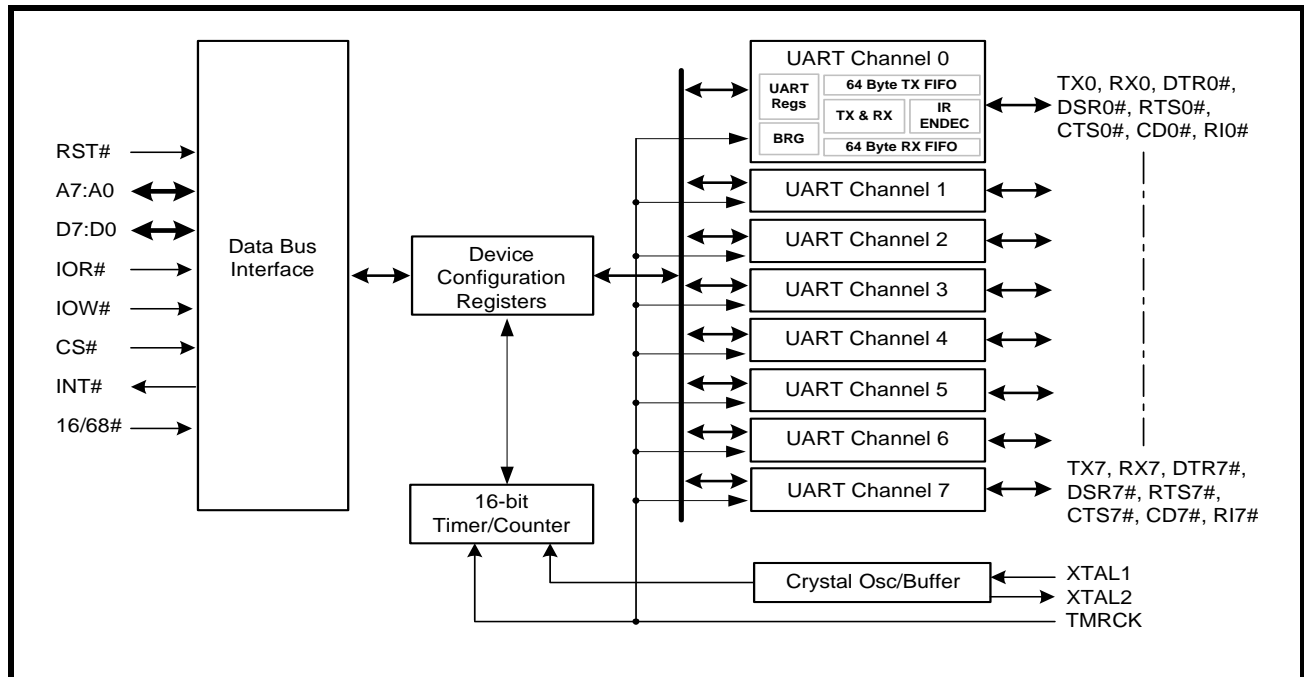 RST#
A7:A0
D7:D0
IOR#
IOW#
CS#
INT#
16/68#
Data Bus
Interface
Device
Configuration
Registers
16-bit
Timer/Counter
UART Channel 0
UART
Regs
BRG
64 Byte TX FIFO
TX & RX
IR
ENDEC
64 Byte RX FIFO
UART Channel 1
UART Channel 2
UART Channel 3
UART Channel 4
UART Channel 5
UART Channel 6
UART Channel 7
Crystal Osc/Buffer
TX0, RX0, DTR0#,
DSR0#, RTS0#,
CTS0#, CD0#, RI0#
TX7, RX7, DTR7#,
DSR7#, RTS7#,
CTS7#, CD7#, RI7#
XTAL1
XTAL2
TMRCK